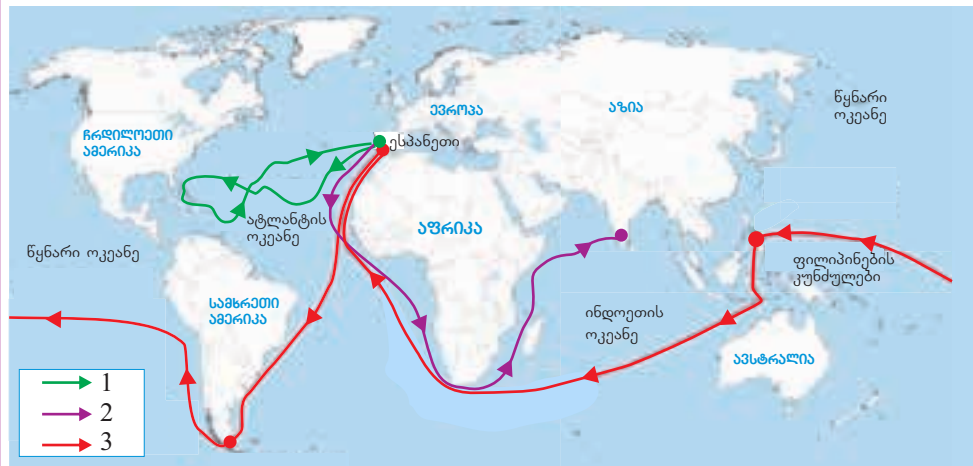 ევროპა
აზია
წყნარი
ოკეანე
ჩრდილოეთი
ამერიკა
ესპანეთი
ატლანტის
ოკეანე
აფრიკა
წყნარი ოკეანე
ფილიპინების
კუნძულები
სამხრეთი
ამერიკა
ინდოეთის
ოკეანე
ავსტრალია
1
2
3